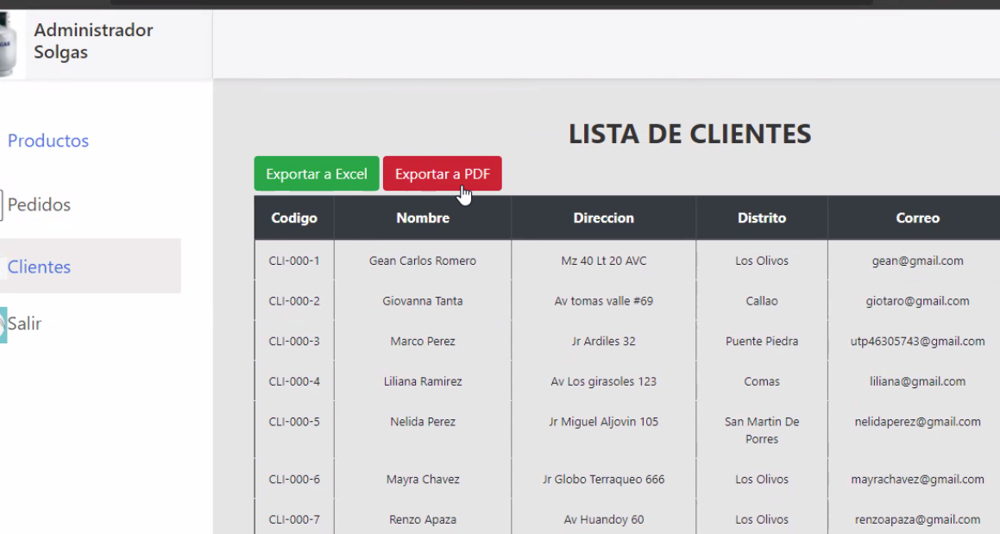 Administrador
Solgas
Productos
Pedidos
Clientes
Salir
LISTA DE CLIENTES
Exportar a Excel Exportar a PDF
Codigo Nombre Direccion Distrito Correo
CLI-000-1 Gean Carlos Romero Mz 40 Lt 20 AVC Los Olivos gean@gmail.com
CLI-000-2 Giovanna Tanta Av tomas valle #69 Callao giotaro@gmail.com
CLI-000-3 Marco Perez Jr Ardiles 32 Puente Piedra utp46305743@gmail.com
CLI-000-4 Liliana Ramirez Av Los girasoles 123 Comas liliana@gmail.com
CLI-000-5 Nelida Perez Jr Miguel Aljovin 105 San Martin De nelidaperez@gmail.com
Porres
CLI-000-6 Mayra Chavez Jr Globo Terraqueo 666 Los Olivos mayrachavez@gmail.com
CLI-000-7 Renzo Apaza Av Huandoy 60 Los Olivos renzoapaza@gmail.com